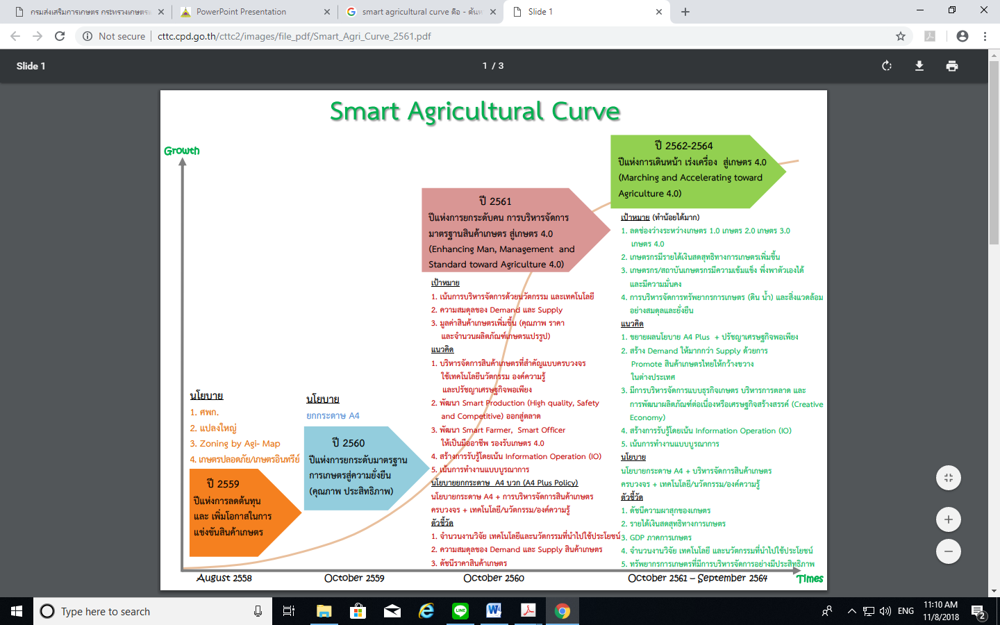 กรมส่งเสริมการเกษตร กระทรวงเกษตร
PowerPoint Presentation
smart agricultural curve คือ - ค้นห
Slide 1
Not secure
cttc.cpd.go.th/cttc2/images/file_pdf/Smart_Agri_Curve_2561.pdf
Slide 1
1 / 3
Smart Agricultural Curve
Growth
ปี 2562-2564
ปีแห่งการเดินหน้า เร่งเครื่อง สู่เกษตร 4.0
(Marching and Accelerating toward
Agriculture 4.0)
ปี 2561
ปีแห่งการยกระดับคน การบริหารจัดการ
มาตรฐานสินค้าเกษตร สู่เกษตร 4.0
(Enhancing Man, Management and
Standard toward Agriculture 4.0)
เป้าหมาย
1. เน้นการบริหารจัดการด้วยนวัตกรรม และเทคโนโลยี
2. ความสมดุลของ Demand และ Supply
3. มูลค่าสินค้าเกษตรเพิ่มขึ้น (คุณภาพ ราคา
และจำนวนผลิตภัณฑ์เกษตรแปรรูป)
แนวคิด
1. บริหารจัดการสินค้าเกษตรที่สำคัญแบบครบวงจร
ใช้เทคโนโลยีนวัตกรรม องค์ความรู้
และปรัชญาเศรษฐกิจพอเพียง
2. พัฒนา Smart Production (High quality, Safety
and Competitive) ออกสู่ตลาด
3. พัฒนา Smart Farmer, Smart Officer
ให้เป็นมืออาชีพ รองรับเกษตร 4.0
4. สร้างการรับรู้โดยเน้น Information Operation (IO)
5. เน้นการทำงานแบบบูรณาการ
นโยบายยกกระดาษ A4 บวก (A4 Plus Policy)
นโยบายกระดาษ A4 + การบริหารจัดการสินค้าเกษตร
ครบวงจร + เทคโนโลยี/นวัตกรรม/องค์ความรู้
ตัวชี้วัด
1. จำนวนงานวิจัย เทคโนโลยีและนวัตกรรมที่นำไปใช้ประโยชน์
2. ความสมดุลของ Demand และ Supply สินค้าเกษตร
3. ดัชนีราคาสินค้าเกษตร
เป้าหมาย (ทำน้อยได้มาก)
1. ลดช่องว่างระหว่างเกษตร 1.0 เกษตร 2.0 เกษตร 3.0
เกษตร 4.0
2. เกษตรกรมีรายได้เงินสดสุทธิทางการเกษตรเพิ่มขึ้น
3. เกษตรกร/สถาบันเกษตรกรมีความเข้มแข็ง พึ่งพาตัวเองได้
และมีความมั่นคง
4. การบริหารจัดการทรัพยากรการเกษตร (ดิน น้ำ) และสิ่งแวดล้อม
อย่างสมดุลและยั่งยืน
แนวคิด
1. ขยายผลนโยบาย A4 Plus + ปรัชญาเศรษฐกิจพอเพียง
2. สร้าง Demand ให้มากกว่า Supply ด้วยการ
Promote สินค้าเกษตรไทยให้กว้างขวาง
ในต่างประเทศ
3. มีการบริหารจัดการแบบธุรกิจเกษตร บริหารการตลาด และ
การพัฒนาผลิตภัณฑ์ต่อเนื่องหรือเศรษฐกิจสร้างสรรค์ (Creative
Economy)
4. สร้างการรับรู้โดยเน้น Information Operation (IO)
5. เน้นการทำงานแบบบูรณาการ
นโยบาย
นโยบายกระดาษ A4 + บริหารจัดการสินค้าเกษตร
ครบวงจร + เทคโนโลยี/นวัตกรรม/องค์ความรู้
ตัวชี้วัด
1. ดัชนีความผาสุกของเกษตร
2. รายได้เงินสดสุทธิทางการเกษตร
3. GDP ภาคการเกษตร
4. จำนวนงานวิจัย เทคโนโลยี และนวัตกรรมที่นำไปใช้ประโยชน์
5. ทรัพยากรการเกษตรที่มีการบริหารจัดการอย่างมีประสิทธิภาพ
นโยบาย
1. ศพก.
2. แปลงใหญ่
3. Zoning by Agi- Map
4. เกษตรปลอดภัย/เกษตรอินทรีย์
ปี 2559
ปีแห่งการลดต้นทุน
และ เพิ่มโอกาสในการ
แข่งขันสินค้าเกษตร
นโยบาย
ยกกระดาษ A4
ปี 2560
ปีแห่งการยกระดับมาตรฐาน
การเกษตรสู่ความยั่งยืน
(คุณภาพ ประสิทธิภาพ)
August 2558
October 2559
October 2560
October 2561 – September 2564
Times
Type here to search
ENG
11:10 AM
11/8/2018
2